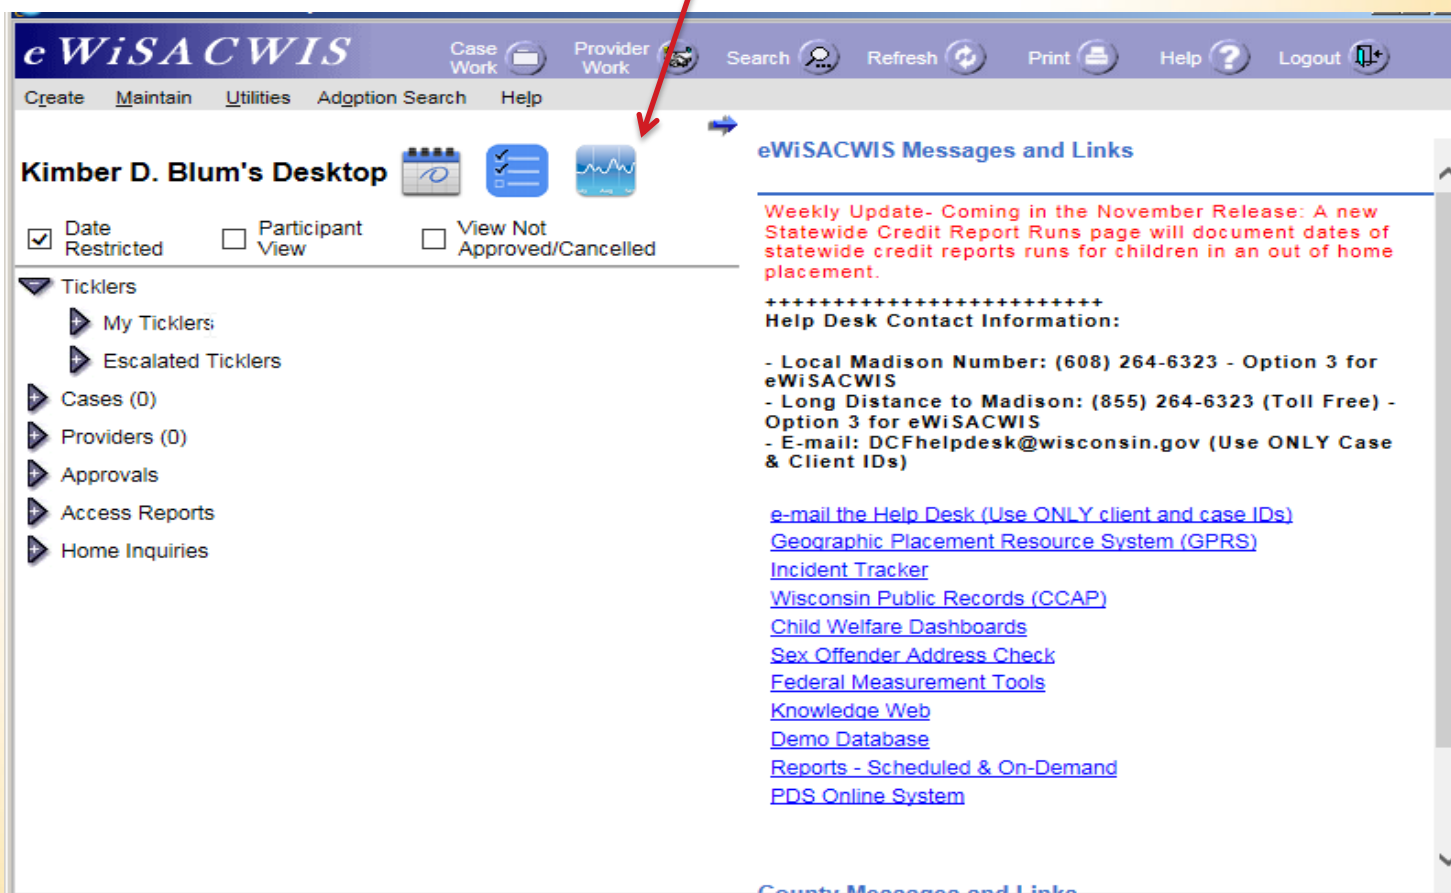 eWiSACWIS
Case Work
Provider Work
Search
Refresh
Print
Help
Logout
Create Maintain Utilities Adoption Search Help
Kimber D. Blum's Desktop
Date Restricted
Participant View
View Not Approved/Cancelled
Ticklers
My Ticklers
Escalated Ticklers
Cases (0)
Providers (0)
Approvals
Access Reports
Home Inquiries
eWiSACWIS Messages and Links
Weekly Update- Coming in the November Release: A new
Statewide Credit Report Runs page will document dates of
statewide credit reports runs for children in an out of home
placement.
++++++++++++++++++++++++++
Help Desk Contact Information:
- Local Madison Number: (608) 264-6323 - Option 3 for
eWiSACWIS
- Long Distance to Madison: (855) 264-6323 (Toll Free) -
Option 3 for eWiSACWIS
- E-mail: DCFhelpdesk@wisconsin.gov (Use ONLY Case
& Client IDs)
e-mail the Help Desk (Use ONLY client and case IDs)
Geographic Placement Resource System (GPRS)
Incident Tracker
Wisconsin Public Records (CCAP)
Child Welfare Dashboards
Sex Offender Address Check
Federal Measurement Tools
Knowledge Web
Demo Database
Reports - Scheduled & On-Demand
PDS Online System
County Messages and Links